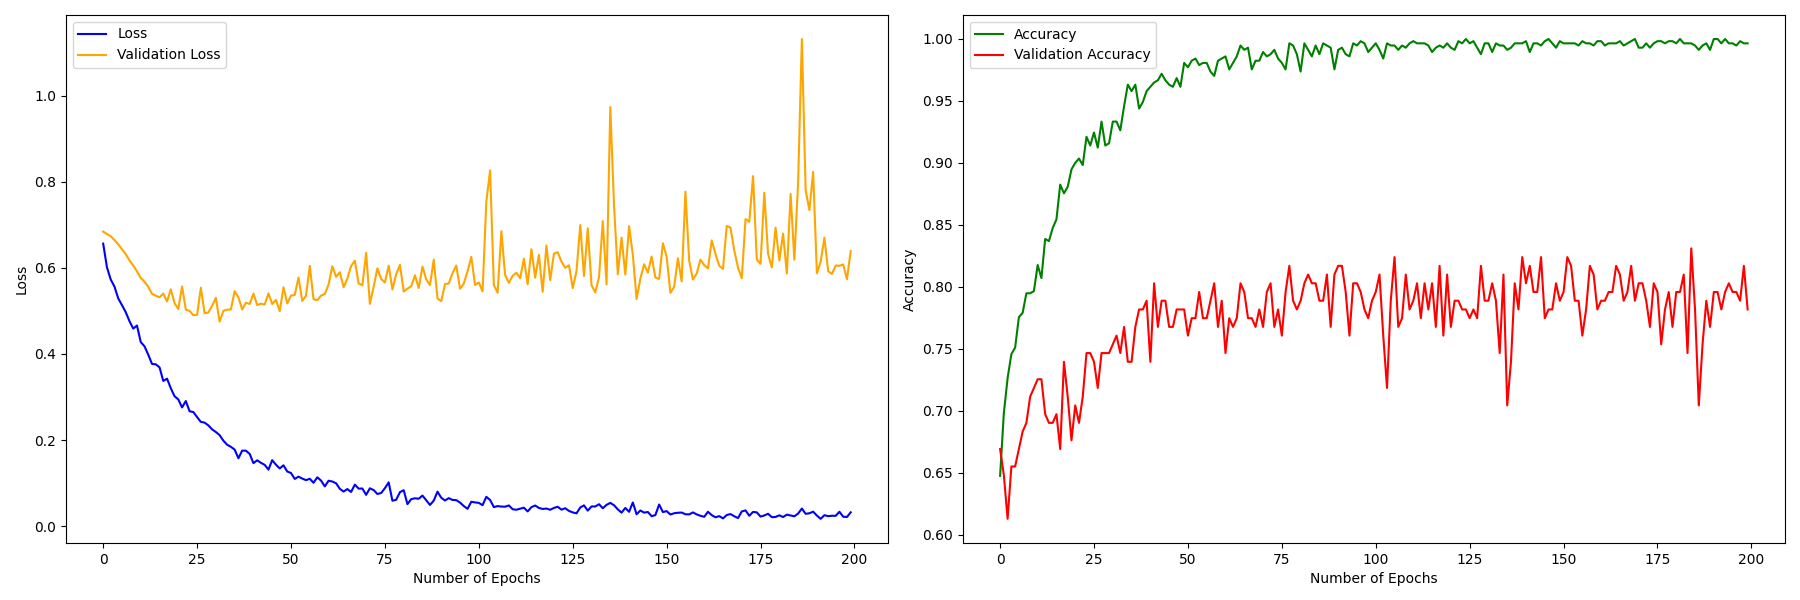 Loss
Validation Loss
1.0
0.8
0.6
0.4
0.2
0.0
Loss
0 25 50 75 100 125 150 175 200
Number of Epochs
Accuracy
Validation Accuracy
1.00
0.95
0.90
0.85
0.80
0.75
0.70
0.65
0.60
Accuracy
0 25 50 75 100 125 150 175 200
Number of Epochs